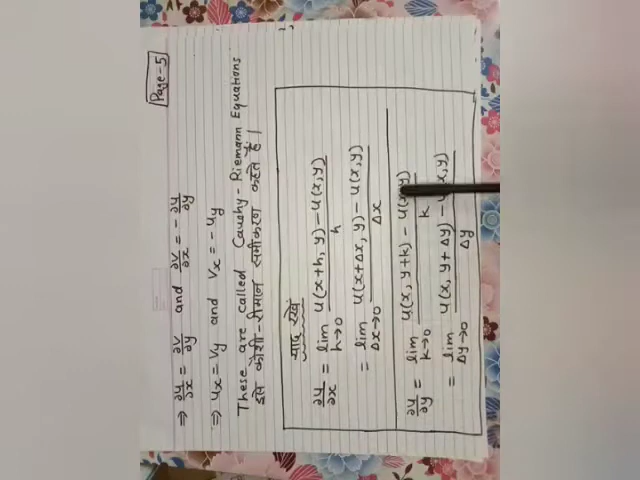 Page-5
⇒ ∂u/∂x = ∂v/∂y and ∂v/∂x = -∂u/∂y
⇒ ux = vy and vx = -uy
These are called Cauchy-Riemann Equations
इसे कोशी-रीमान समीकरण कहते हैं।
याद रखें
∂u/∂x = lim h→0 u(x+h, y) - u(x, y) / h
= lim Δx→0 u(x+Δx, y) - u(x, y) / Δx
∂u/∂y = lim k→0 u(x, y+k) - u(x, y) / k
= lim Δy→0 u(x, y+Δy) - u(x, y) / Δy